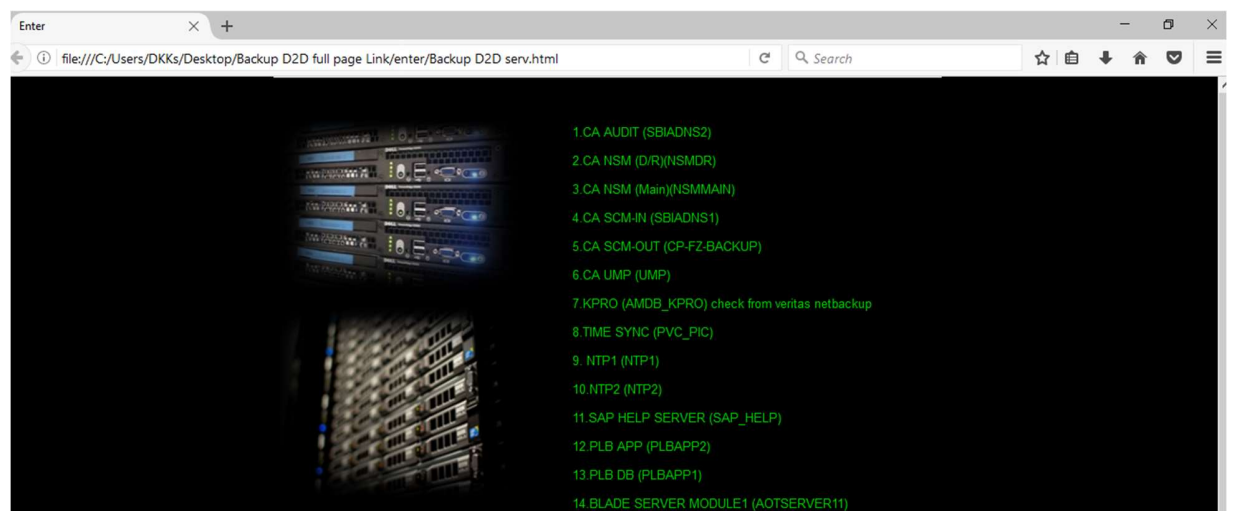 Enter
file:///C:/Users/DKKs/Desktop/Backup D2D full page Link/enter/Backup D2D serv.html
Search
1.CA AUDIT (SBIADNS2)
2.CA NSM (D/R)(NSMDR)
3.CA NSM (Main)(NSMMAIN)
4.CA SCM-IN (SBIADNS1)
5.CA SCM-OUT (CP-FZ-BACKUP)
6.CA UMP (UMP)
7.KPRO (AMDB_KPRO) check from veritas netbackup
8.TIME SYNC (PVC_PIC)
9. NTP1 (NTP1)
10.NTP2 (NTP2)
11.SAP HELP SERVER (SAP_HELP)
12.PLB APP (PLBAPP2)
13.PLB DB (PLBAPP1)
14.BLADE SERVER MODULE1 (AOTSERVER11)